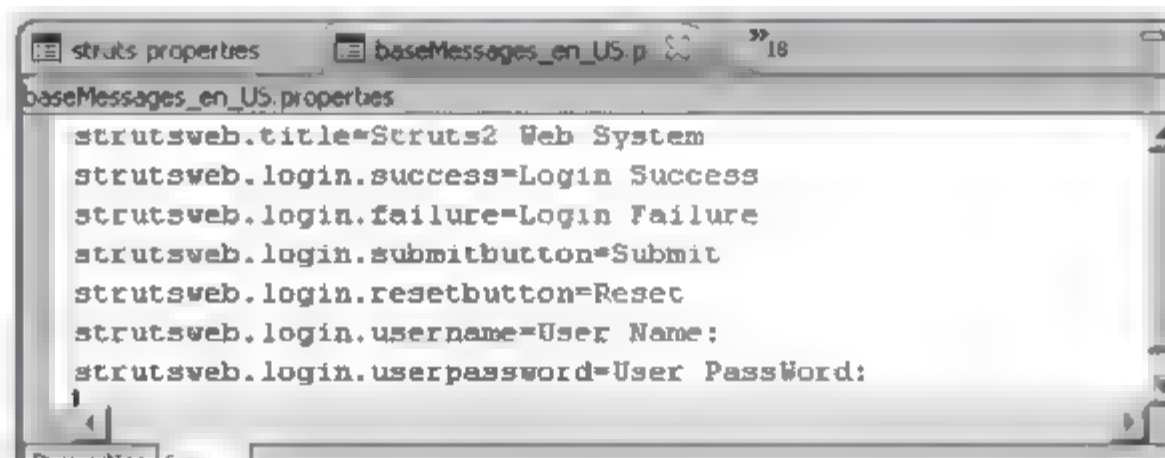 struts properties baseMessages_en_US.p »18
baseMessages_en_US.properties
strutsweb.title=Struts2 Web System
strutsweb.login.success=Login Success
strutsweb.login.failure=Login Failure
strutsweb.login.submitbutton=Submit
strutsweb.login.resetbutton=Reset
strutsweb.login.username=User Name:
strutsweb.login.userpassword=User PassWord: